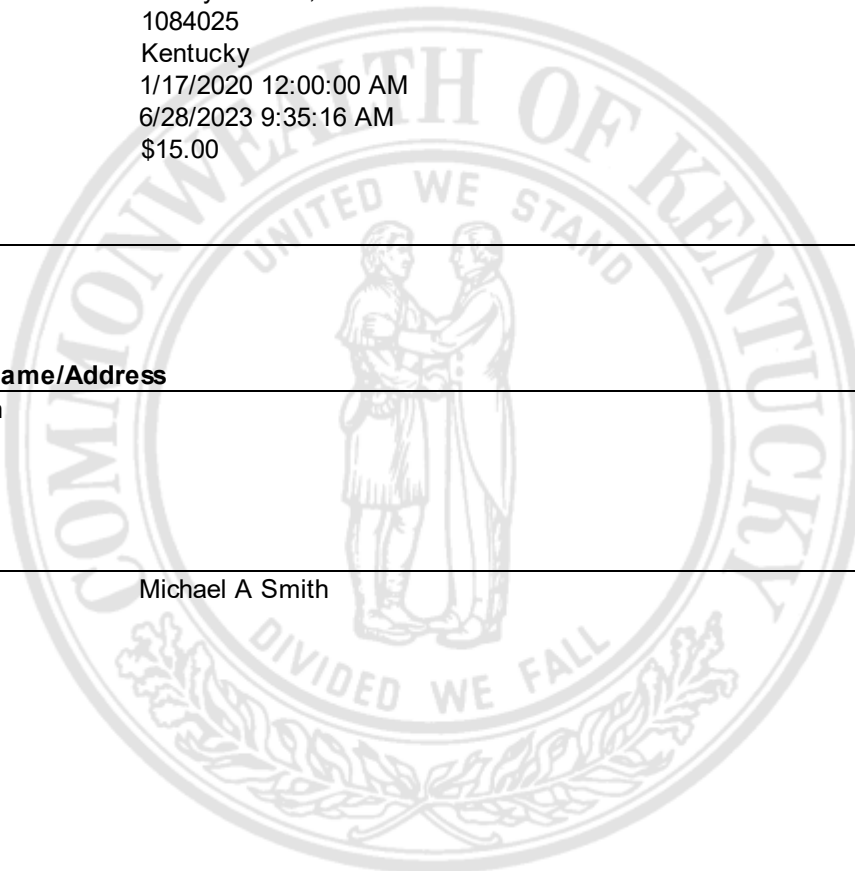 1084025
Kentucky
1/17/2020 12:00:00 AM
6/28/2023 9:35:16 AM
$15.00
COMMONWEALTH OF KENTUCKY
UNITED WE STAND
ame/Address
Michael A Smith
DIVIDED WE FALL